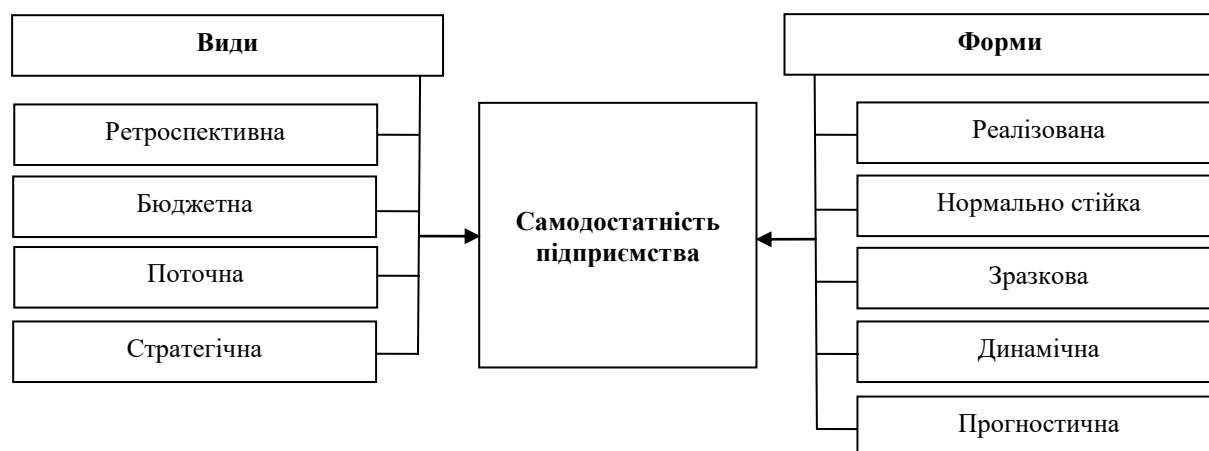 Види
Ретроспективна
Бюджетна
Поточна
Стратегічна
Самодостатність
підприємства
Форми
Реалізована
Нормально стійка
Зразкова
Динамічна
Прогностична